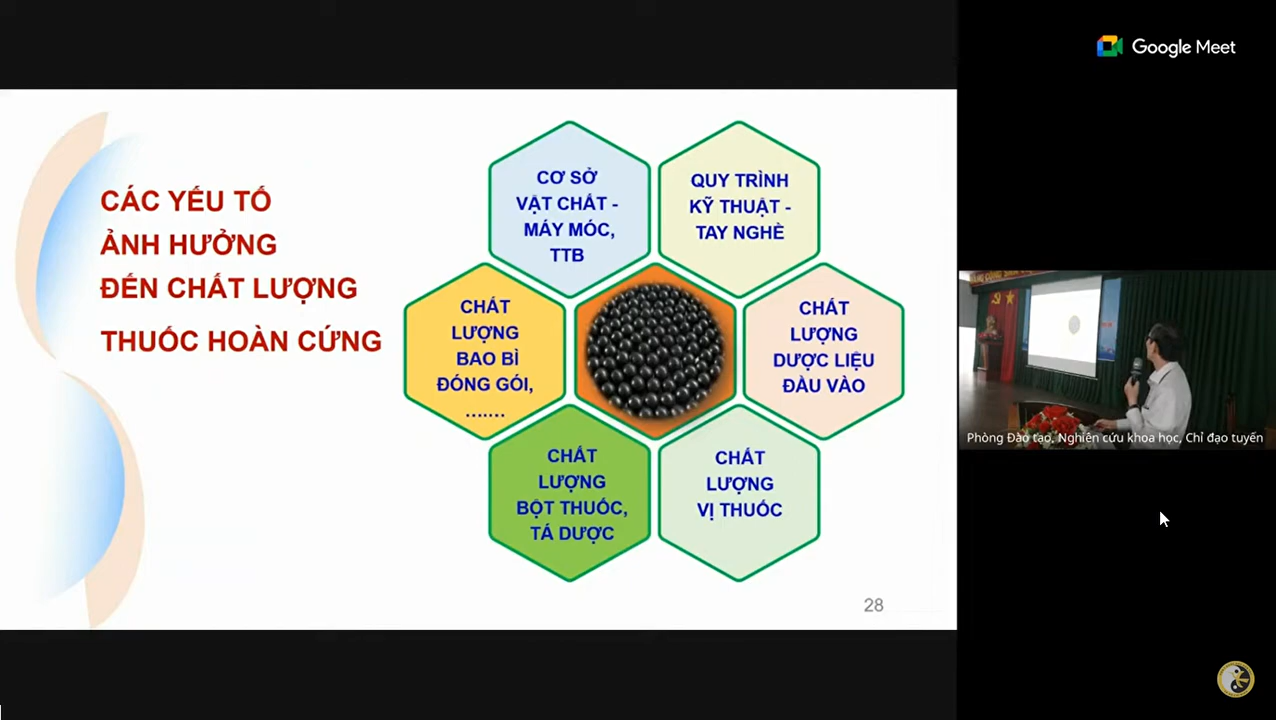 Google Meet
CÁC YẾU TỐ
ẢNH HƯỞNG
ĐẾN CHẤT LƯỢNG
THUỐC HOÀN CỨNG
CƠ SỞ
VẬT CHẤT -
MÁY MÓC,
TTB
QUY TRÌNH
KỸ THUẬT -
TAY NGHỀ
CHẤT
LƯỢNG
BAO BÌ
ĐÓNG GÓI,
.......
CHẤT
LƯỢNG
DƯỢC LIỆU
ĐẦU VÀO
CHẤT
LƯỢNG
BỘT THUỐC,
TÁ DƯỢC
CHẤT
LƯỢNG
VỊ THUỐC
28
Phòng Đào tạo, Nghiên cứu khoa học, Chỉ đạo tuyến